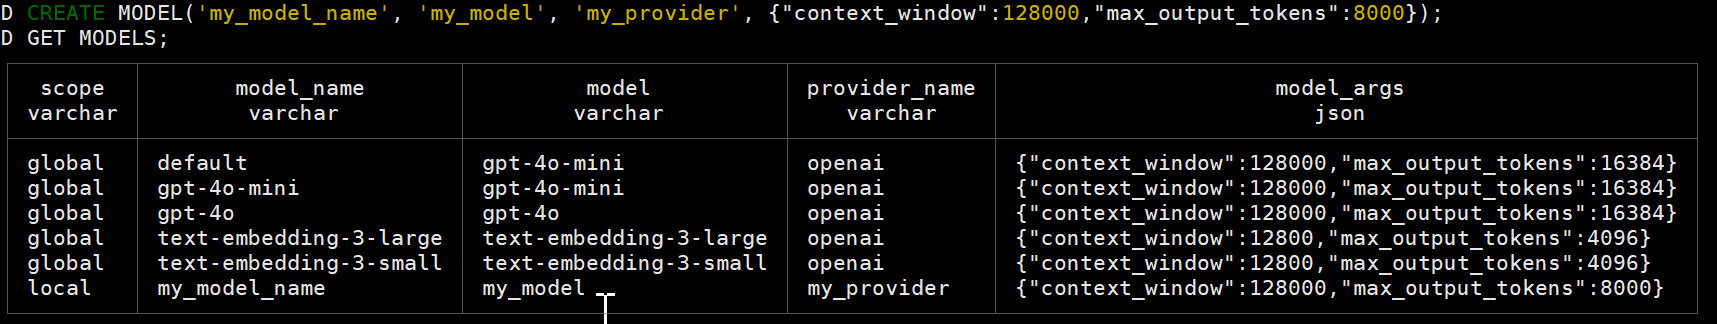 D CREATE MODEL('my_model_name', 'my_model', 'my_provider', {"context_window":128000,"max_output_tokens":8000});
D GET MODELS;
scope model_name model provider_name model_args
varchar varchar varchar varchar json
global default gpt-4o-mini openai {"context_window":128000,"max_output_tokens":16384}
global gpt-4o-mini gpt-4o-mini openai {"context_window":128000,"max_output_tokens":16384}
global gpt-4o gpt-4o openai {"context_window":128000,"max_output_tokens":16384}
global text-embedding-3-large text-embedding-3-large openai {"context_window":12800,"max_output_tokens":4096}
global text-embedding-3-small text-embedding-3-small openai {"context_window":12800,"max_output_tokens":4096}
local my_model_name my_model my_provider {"context_window":128000,"max_output_tokens":8000}